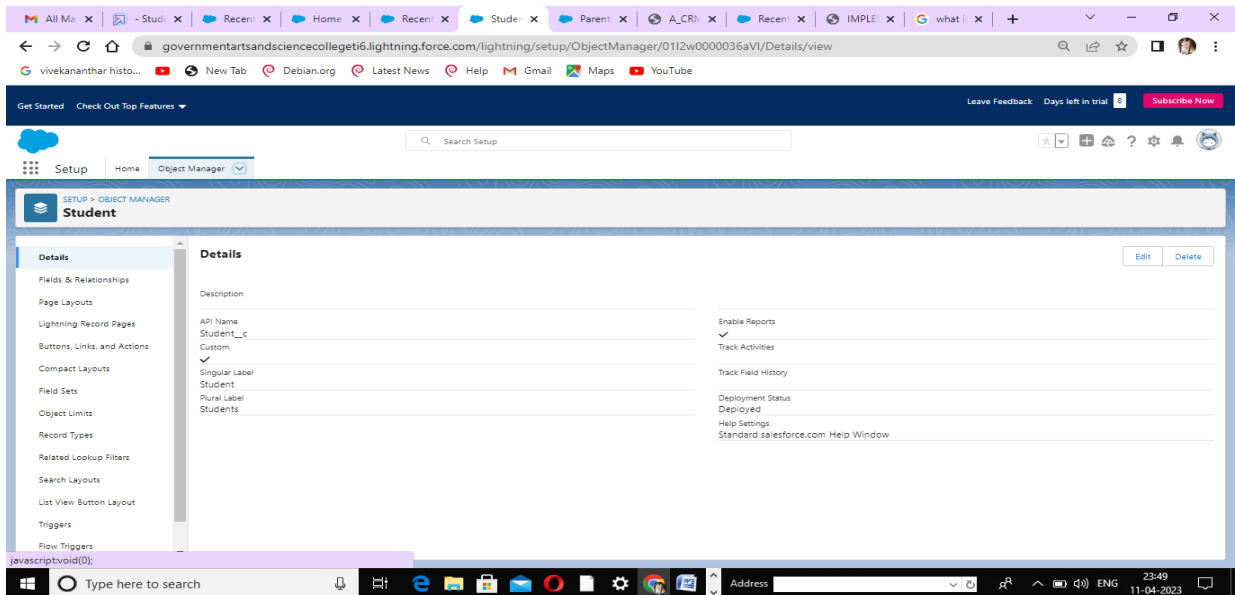 All Ma
- Stud
Recent
Home
Recent
Studer
Parent
A_CRM
Recent
IMPLE
what i
governmentartsandsciencecollegeti6.lightning.force.com/lightning/setup/ObjectManager/01I2w0000036aVI/Details/view
vivekananthar histo...
New Tab
Debian.org
Latest News
Help
Gmail
Maps
YouTube
Get Started
Check Out Top Features
Leave Feedback
Days left in trial
8
Subscribe Now
Search Setup
Setup
Home
Object Manager
SETUP > OBJECT MANAGER
Student
Details
Fields & Relationships
Page Layouts
Lightning Record Pages
Buttons, Links, and Actions
Compact Layouts
Field Sets
Object Limits
Record Types
Related Lookup Filters
Search Layouts
List View Button Layout
Triggers
Flow Triggers
Details
Edit
Delete
Description
API Name
Student__c
Custom
Singular Label
Student
Plural Label
Students
Enable Reports
Track Activities
Track Field History
Deployment Status
Deployed
Help Settings
Standard salesforce.com Help Window
javascript:void(0);
Type here to search
Address
ENG
23:49
11-04-2023